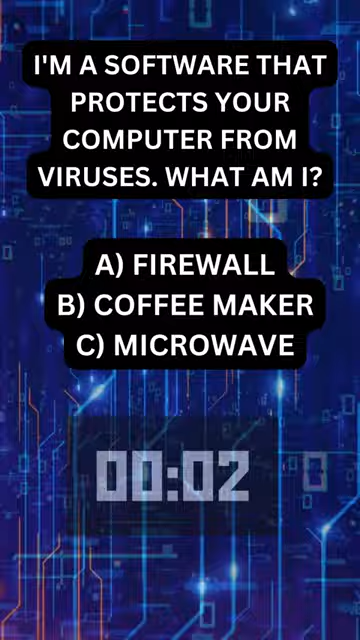 I'M A SOFTWARE THAT
PROTECTS YOUR
COMPUTER FROM
VIRUSES. WHAT AM I?
A) FIREWALL
B) COFFEE MAKER
C) MICROWAVE
00:02